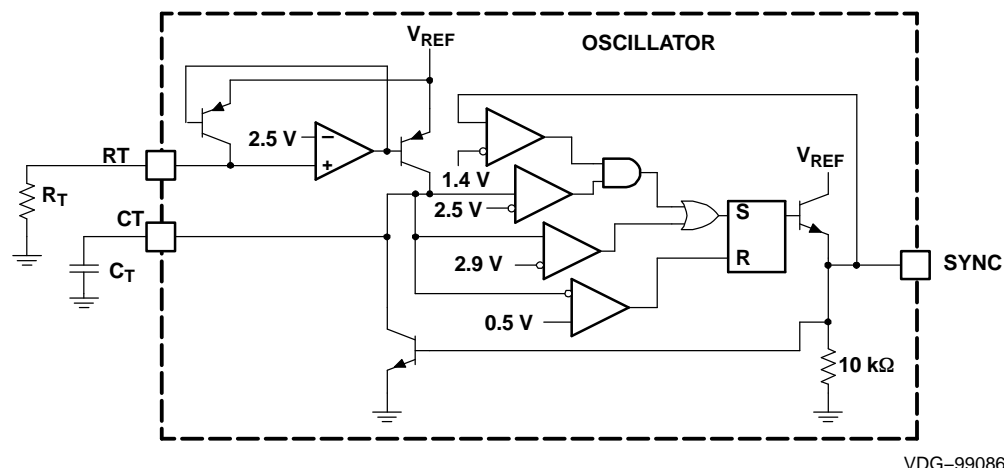 OSCILLATOR
VREF
2.5 V
−
+
RT
RT
CT
CT
1.4 V
2.5 V
2.9 V
0.5 V
S
R
VREF
SYNC
10 kΩ
VDG−99086